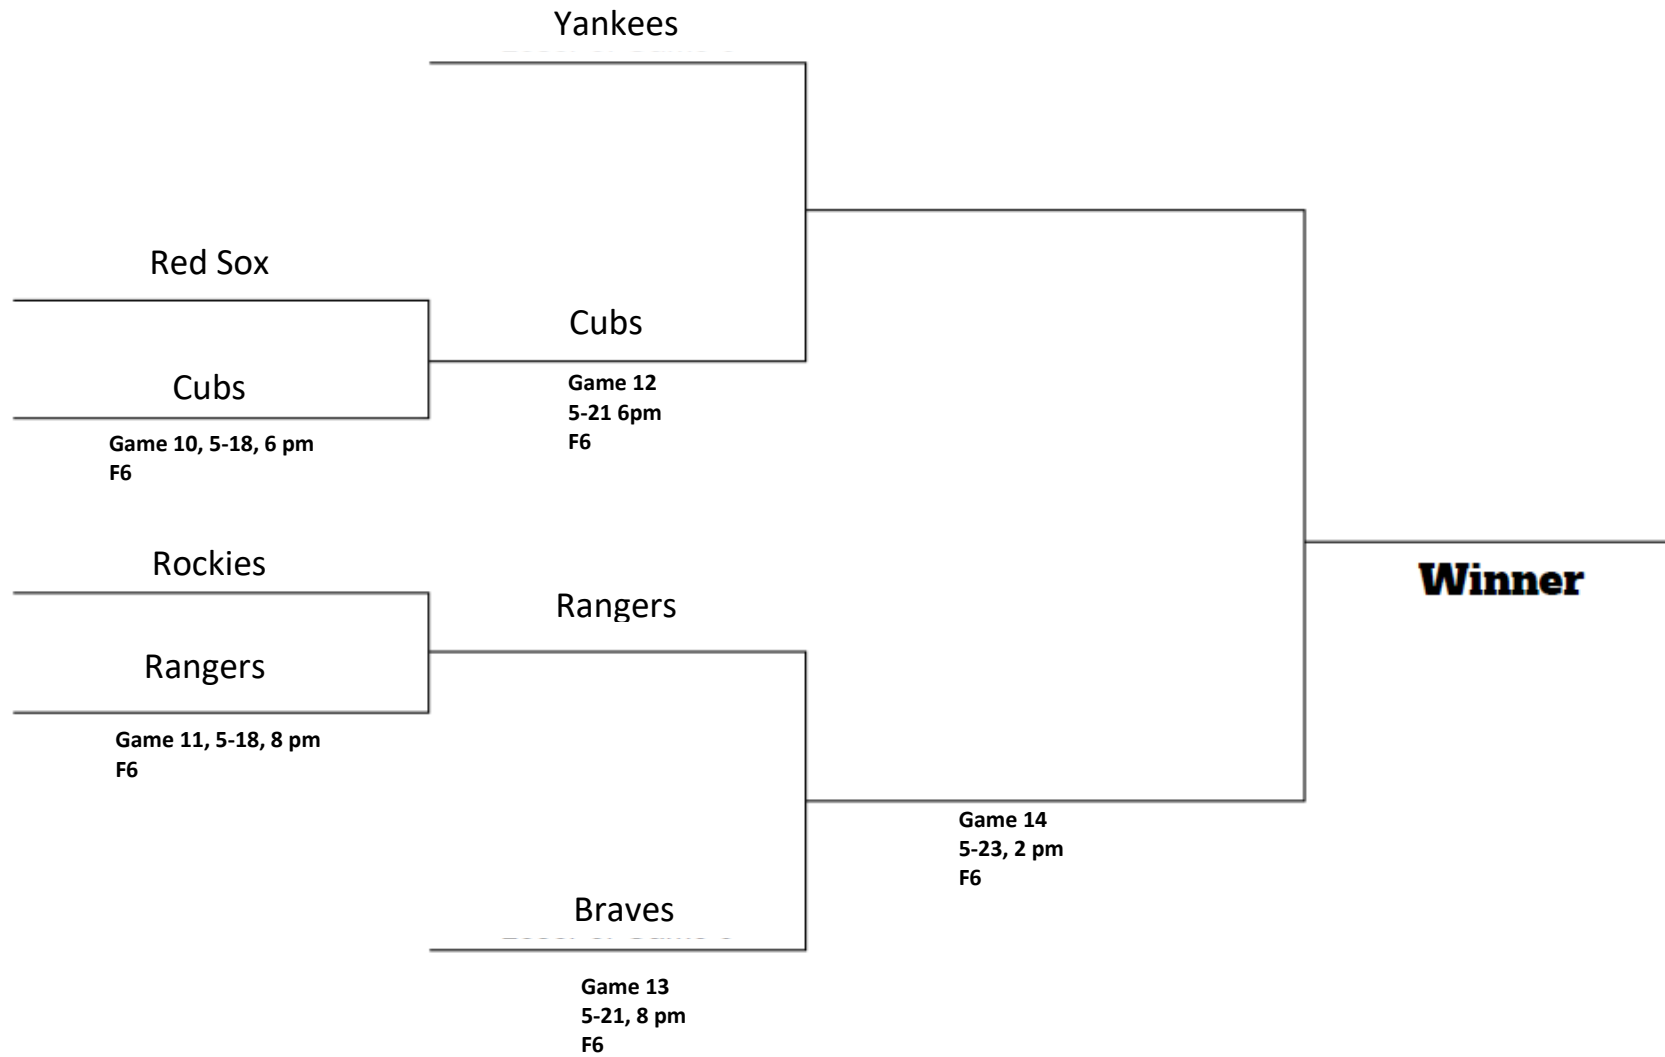 Yankees
Red Sox
Cubs
Cubs
Game 12
5-21 6pm
F6
Game 10, 5-18, 6 pm
F6
Rockies
Rangers
Winner
Rangers
Game 11, 5-18, 8 pm
F6
Game 14
5-23, 2 pm
F6
Braves
Game 13
5-21, 8 pm
F6